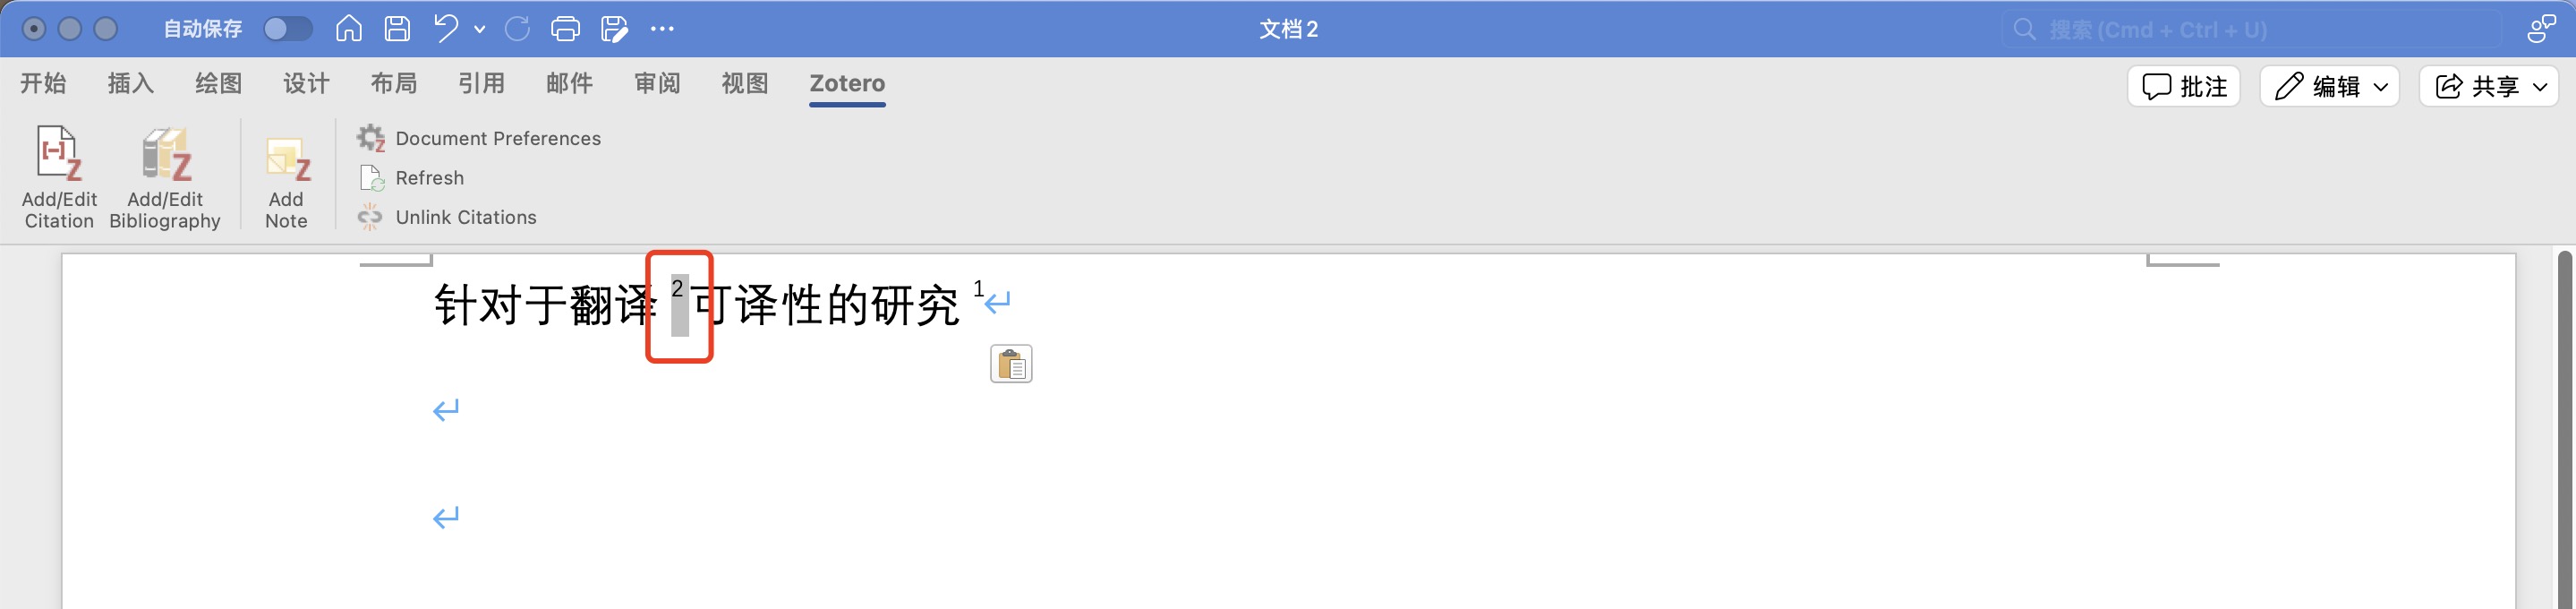 自动保存
文档2
搜索 (Cmd + Ctrl + U)
开始 插入 绘图 设计 布局 引用 邮件 审阅 视图 Zotero
批注 编辑 共享
Add/Edit Citation
Add/Edit Bibliography
Add Note
Document Preferences
Refresh
Unlink Citations
针对于翻译 2 可译性的研究 1